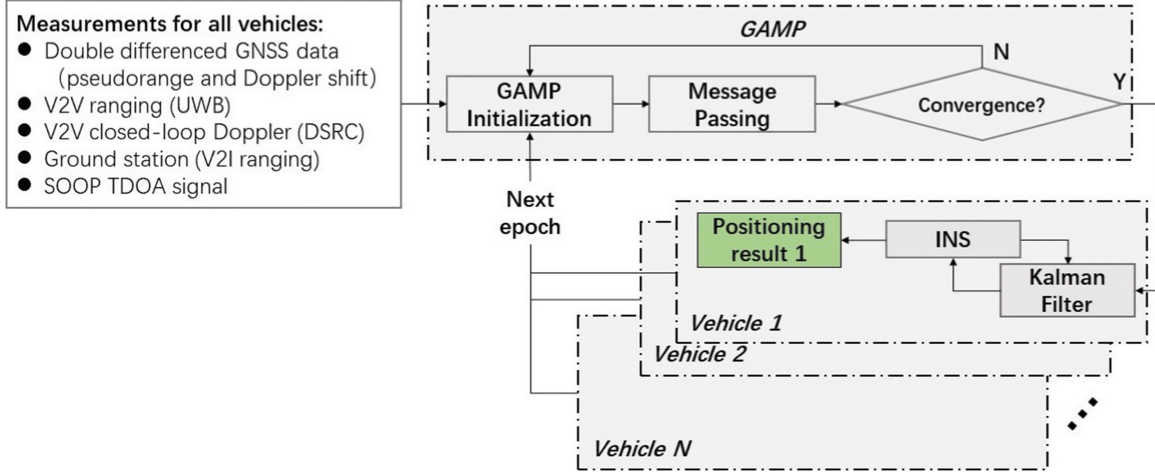 Measurements for all vehicles:
● Double differenced GNSS data
(pseudorange and Doppler shift)
● V2V ranging (UWB)
● V2V closed-loop Doppler (DSRC)
● Ground station (V2I ranging)
● SOOP TDOA signal
GAMP
N
Y
GAMP
Initialization
Message
Passing
Convergence?
Next
epoch
Positioning
result 1
INS
Kalman
Filter
Vehicle 1
Vehicle 2
Vehicle N